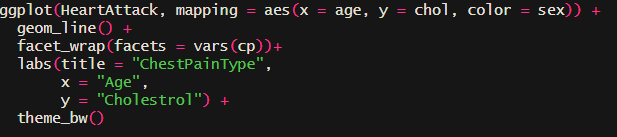 ggplot(HeartAttack, mapping = aes(x = age, y = chol, color = sex)) +
  geom_line() +
  facet_wrap(facets = vars(cp))+
  labs(title = "ChestPainType",
       x = "Age",
       y = "Cholestrol") +
  theme_bw()